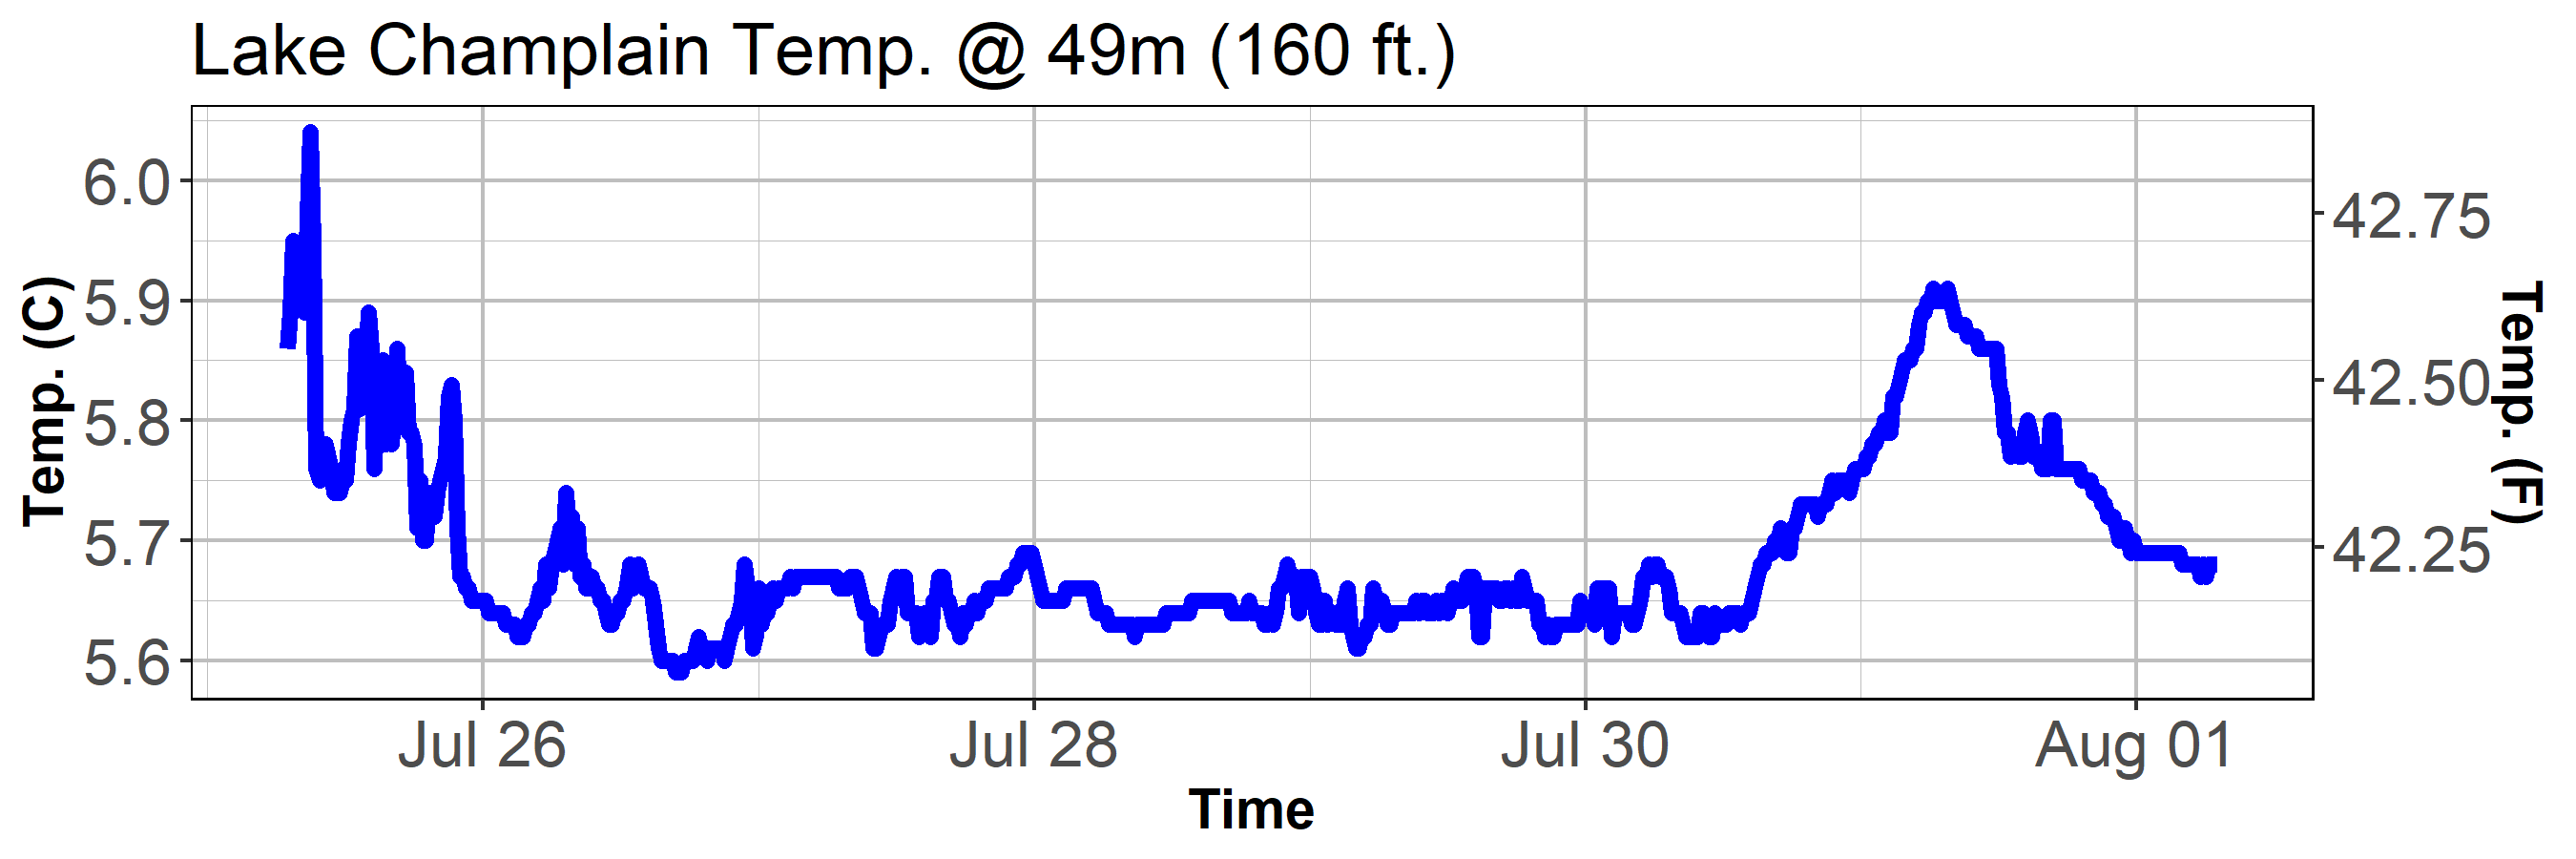 Lake Champlain Temp. @ 49m (160 ft.)
6.0
5.9
5.8
5.7
5.6
Temp. (C)
42.75
42.50
42.25
Temp. (F)
Jul 26
Jul 28
Jul 30
Aug 01
Time